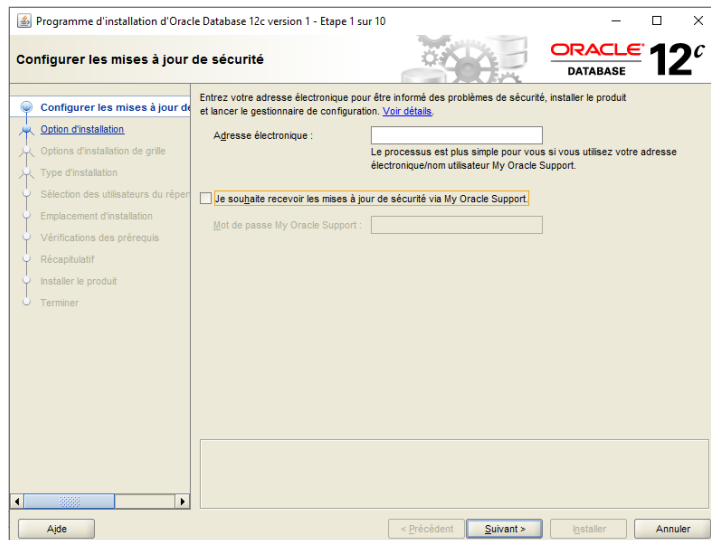 Programme d'installation d'Oracle Database 12c version 1 - Etape 1 sur 10
Configurer les mises à jour de sécurité
ORACLE
DATABASE
12c
Configurer les mises à jour de
Option d'installation
Options d'installation de grille
Type d'installation
Sélection des utilisateurs du réper
Emplacement d'installation
Vérifications des prérequis
Récapitulatif
Installer le produit
Terminer
Entrez votre adresse électronique pour être informé des problèmes de sécurité, installer le produit
et lancer le gestionnaire de configuration. Voir détails.
Adresse électronique :
Le processus est plus simple pour vous si vous utilisez votre adresse
électronique/nom utilisateur My Oracle Support.
Je souhaite recevoir les mises à jour de sécurité via My Oracle Support.
Mot de passe My Oracle Support :
Aide
< Précédent
Suivant >
Installer
Annuler